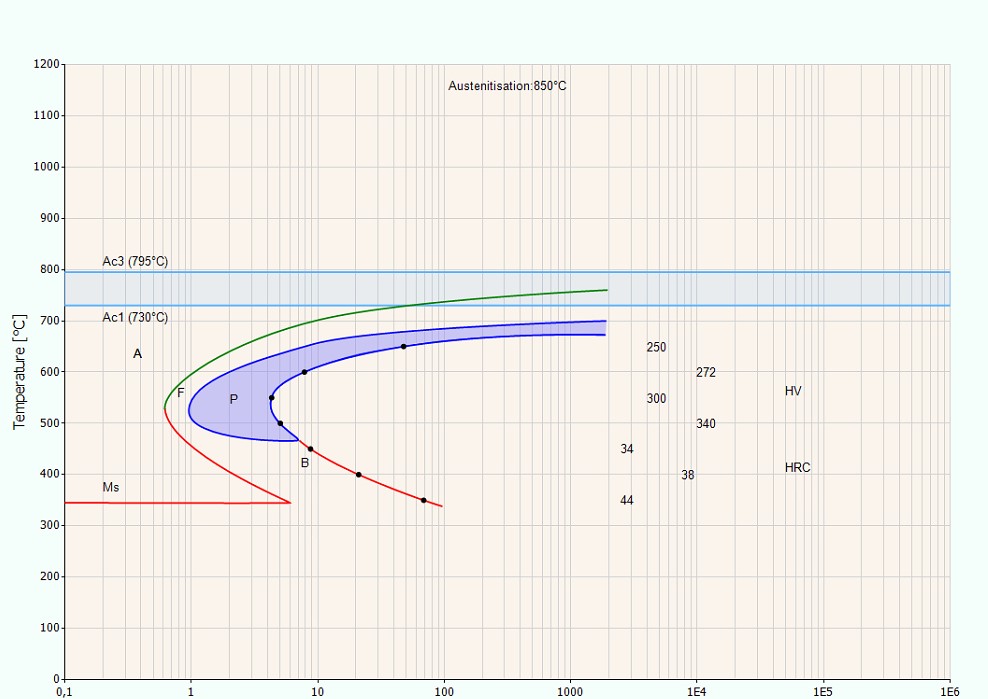 1200
Austenitisation:850°C
1100
1000
900
Ac3 (795°C)
800
Ac1 (730°C)
700
A
250
600
272
F
P
HV
300
500
340
34
B
HRC
400
38
Ms
44
300
200
100
0
Temperature [°C]
0,1 1 10 100 1000 1E4 1E5 1E6